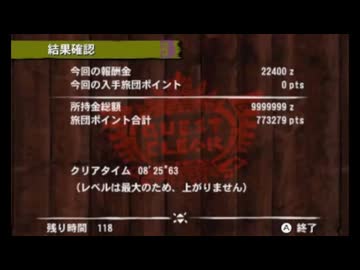 結果確認
今回の報酬金 22400 z
今回の入手旅団ポイント 0 pts
所持金総額 9999999 z
旅団ポイント合計 773279 pts
QUEST CLEAR
クリアタイム 08'25"63
(レベルは最大のため、上がりません)
残り時間 118 A 終了